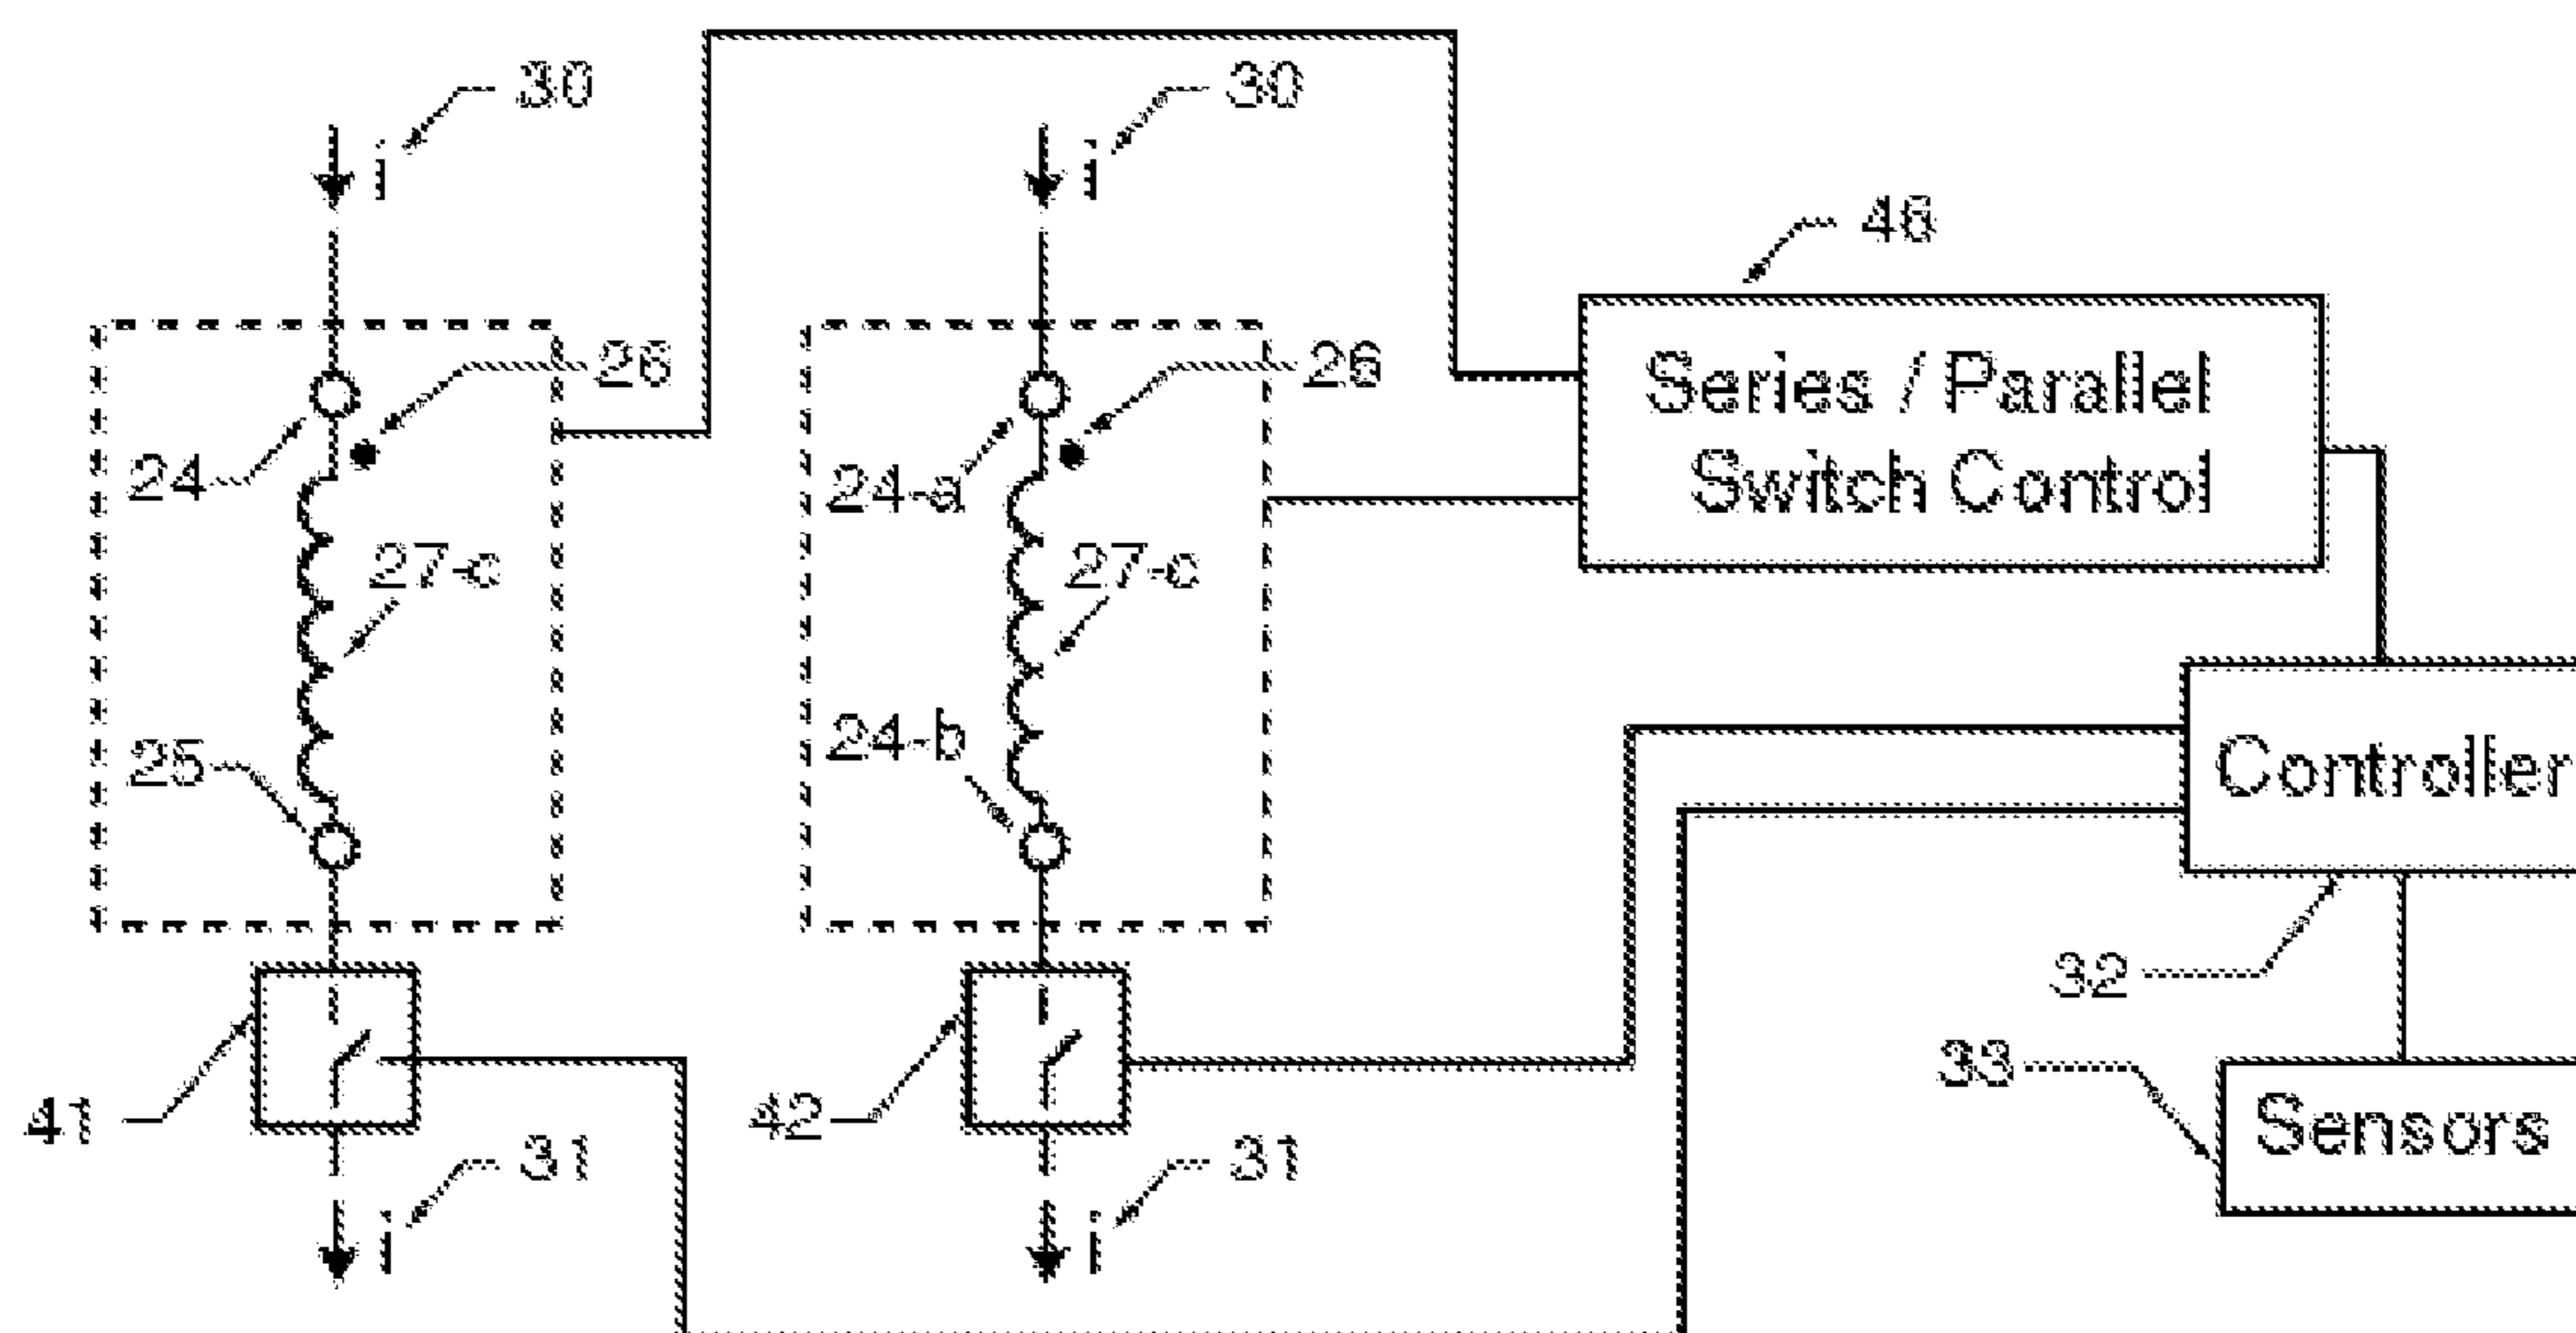 30
30
i
i
46
26
26
Series / Parallel
Switch Control
24
24-a
27-c
27-c
24-b
25
Controller
32
33
41
42
Sensors
31
31
i
i